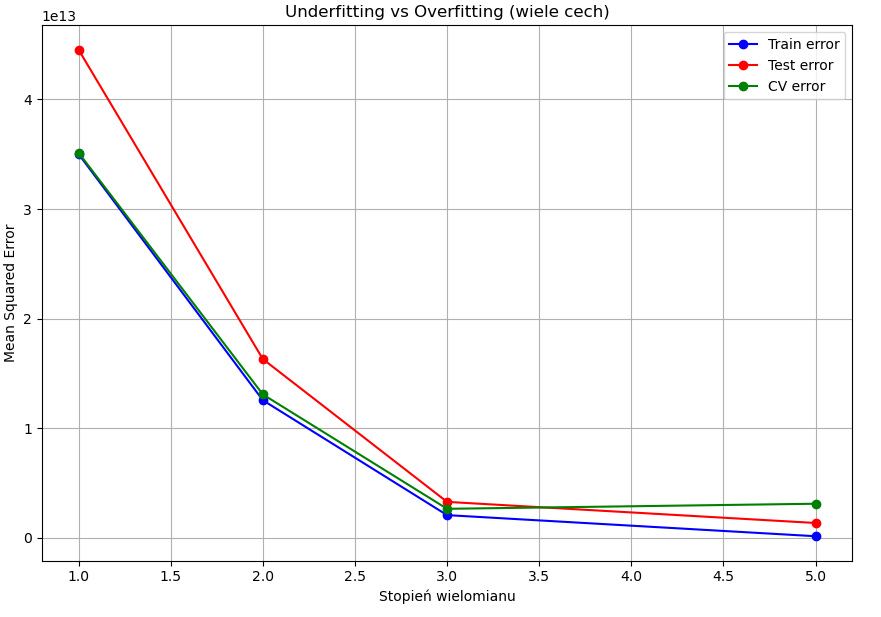 Underfitting vs Overfitting (wiele cech)
1e13
Train error
Test error
CV error
4
3
2
1
0
Mean Squared Error
1.0 1.5 2.0 2.5 3.0 3.5 4.0 4.5 5.0
Stopień wielomianu